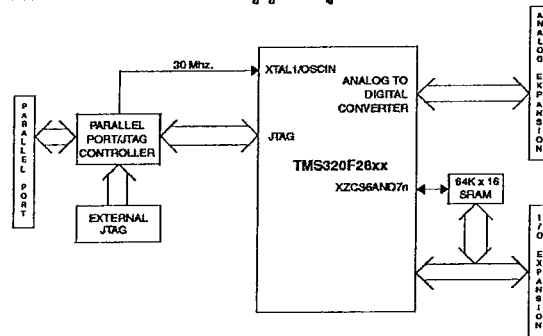 ANALOG EXPANSION
30 Mhz.
XTAL1/OSCIN
ANALOG TO
DIGITAL
CONVERTER
PARALLEL PORT
PARALLEL
PORT/JTAG
CONTROLLER
JTAG
TMS320F28xx
XZCS6AND7n
64K x 16
SRAM
EXTERNAL
JTAG
I/O EXPANSION